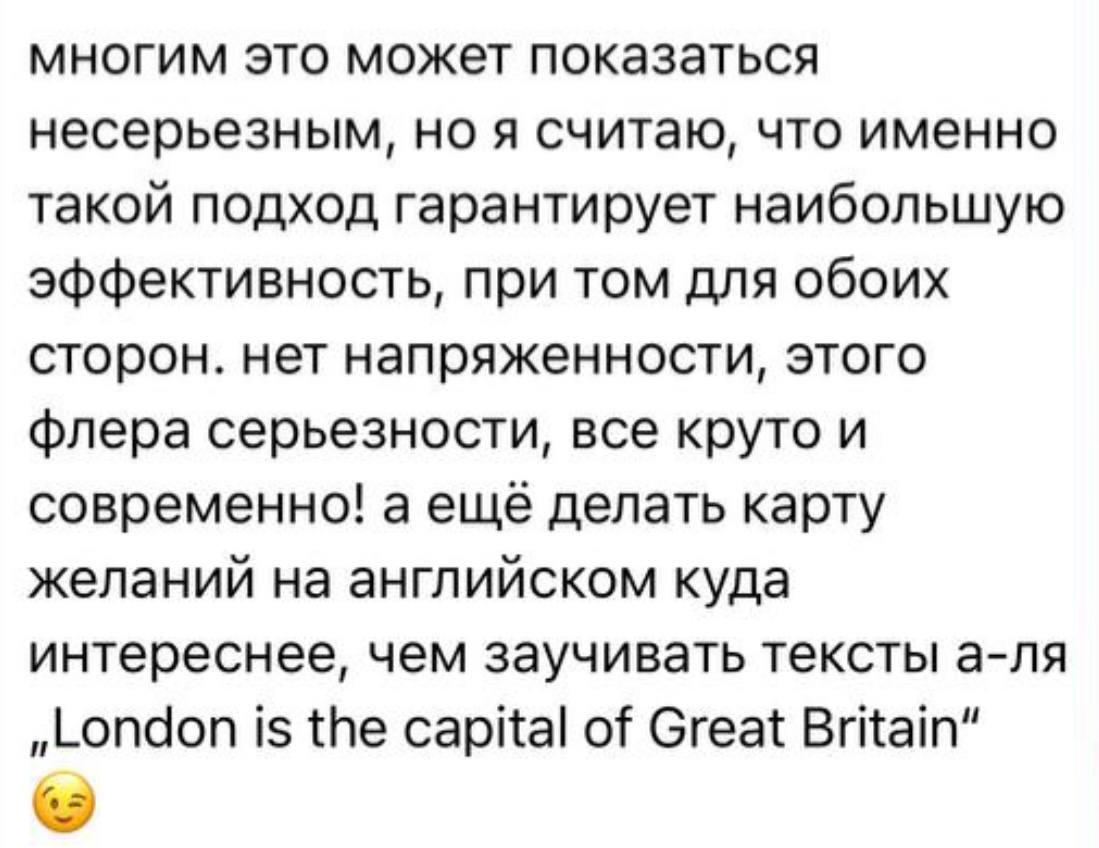 многим это может показаться
несерьезным, но я считаю, что именно
такой подход гарантирует наибольшую
эффективность, при том для обоих
сторон. нет напряженности, этого
флера серьезности, все круто и
современно! а ещё делать карту
желаний на английском куда
интереснее, чем заучивать тексты а-ля
„London is the capital of Great Britain“
😉